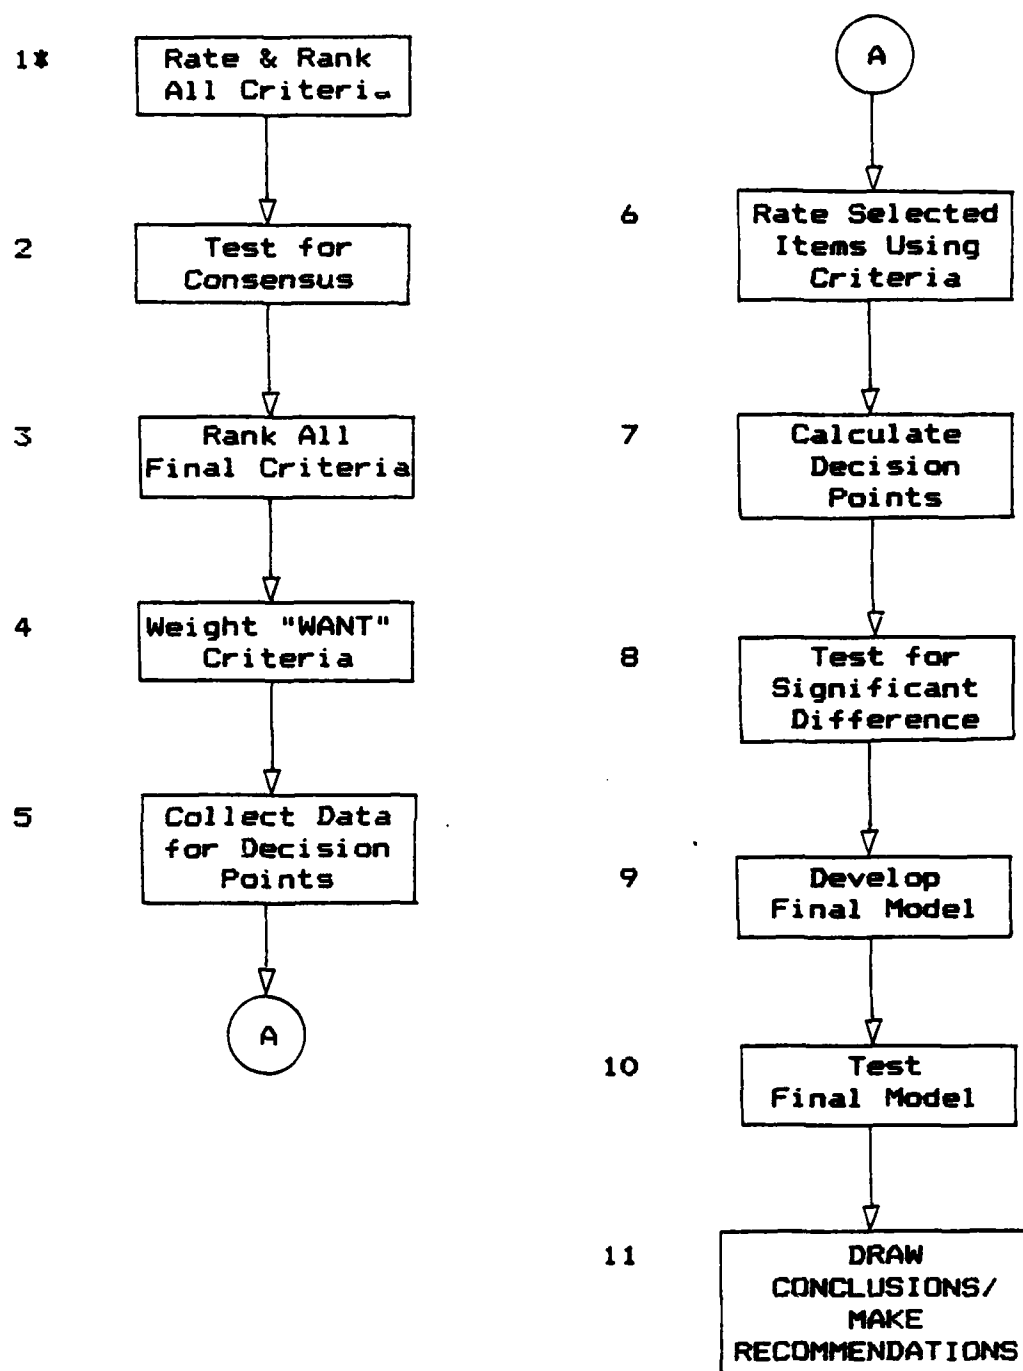 1*
Rate & Rank
All Criteria
2
Test for
Consensus
3
Rank All
Final Criteria
4
Weight "WANT"
Criteria
5
Collect Data
for Decision
Points
A
A
6
Rate Selected
Items Using
Criteria
7
Calculate
Decision
Points
8
Test for
Significant
Difference
9
Develop
Final Model
10
Test
Final Model
11
DRAW
CONCLUSIONS/
MAKE
RECOMMENDATIONS